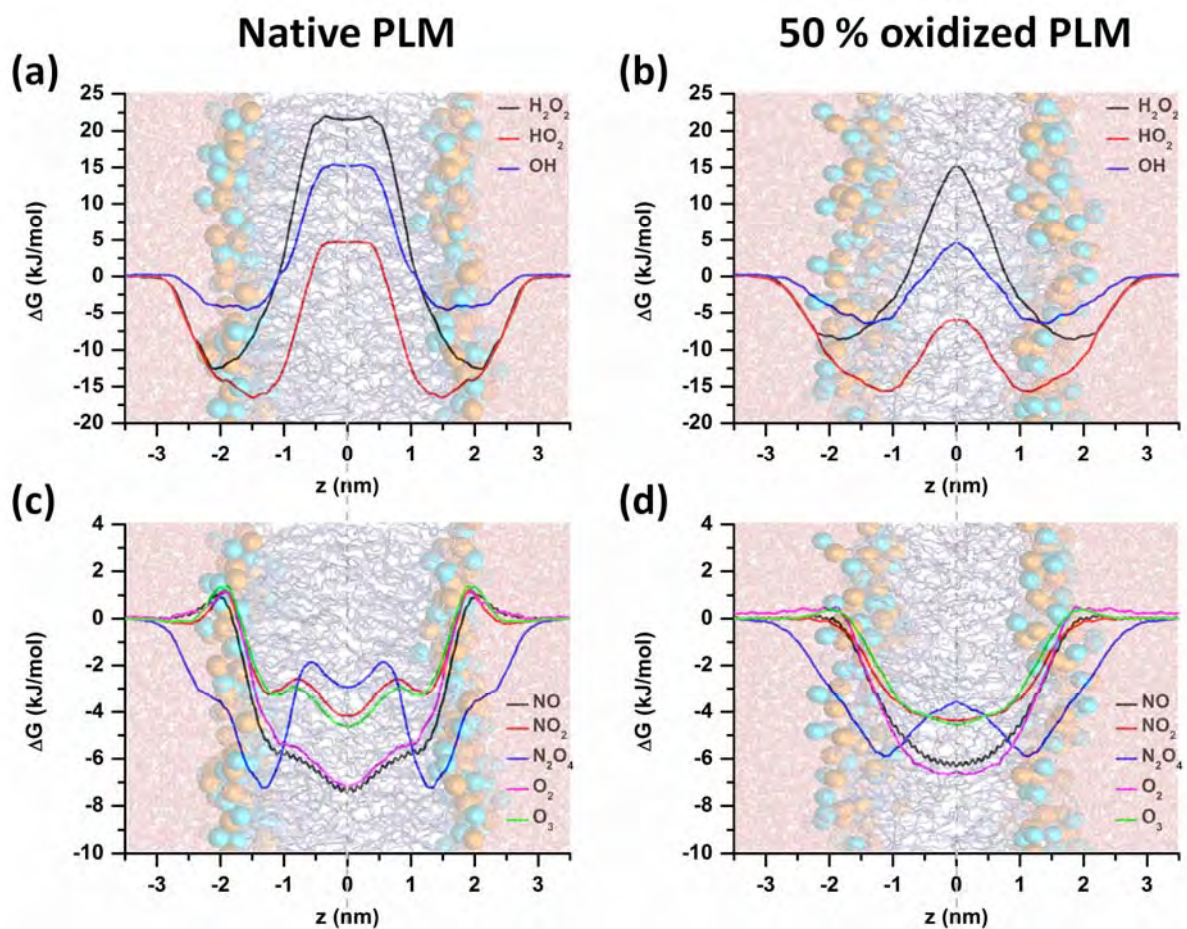 Native PLM
50 % oxidized PLM
(a)
25
20
15
10
5
0
-5
-10
-15
-20
ΔG (kJ/mol)
H₂O₂
HO₂
OH
-3 -2 -1 0 1 2 3
z (nm)
(b)
25
20
15
10
5
0
-5
-10
-15
-20
ΔG (kJ/mol)
H₂O₂
HO₂
OH
-3 -2 -1 0 1 2 3
z (nm)
(c)
4
2
0
-2
-4
-6
-8
-10
ΔG (kJ/mol)
NO
NO₂
N₂O₄
O₂
O₃
-3 -2 -1 0 1 2 3
z (nm)
(d)
4
2
0
-2
-4
-6
-8
-10
ΔG (kJ/mol)
NO
NO₂
N₂O₄
O₂
O₃
-3 -2 -1 0 1 2 3
z (nm)